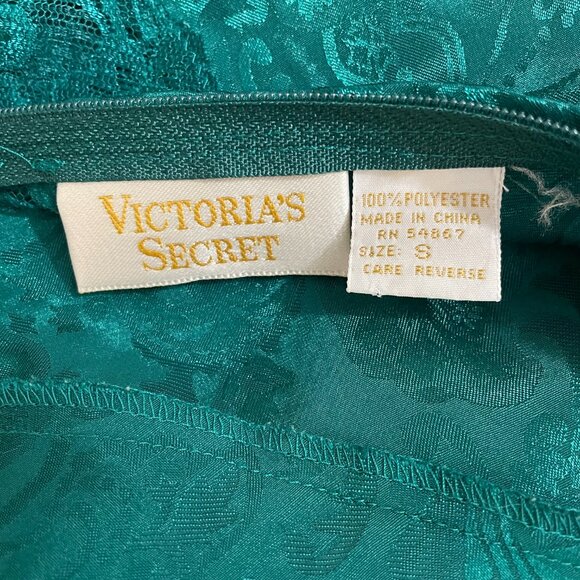 VICTORIA'S
SECRET
100% POLYESTER
MADE IN CHINA
RN 54867
SIZE: S
CARE REVERSE